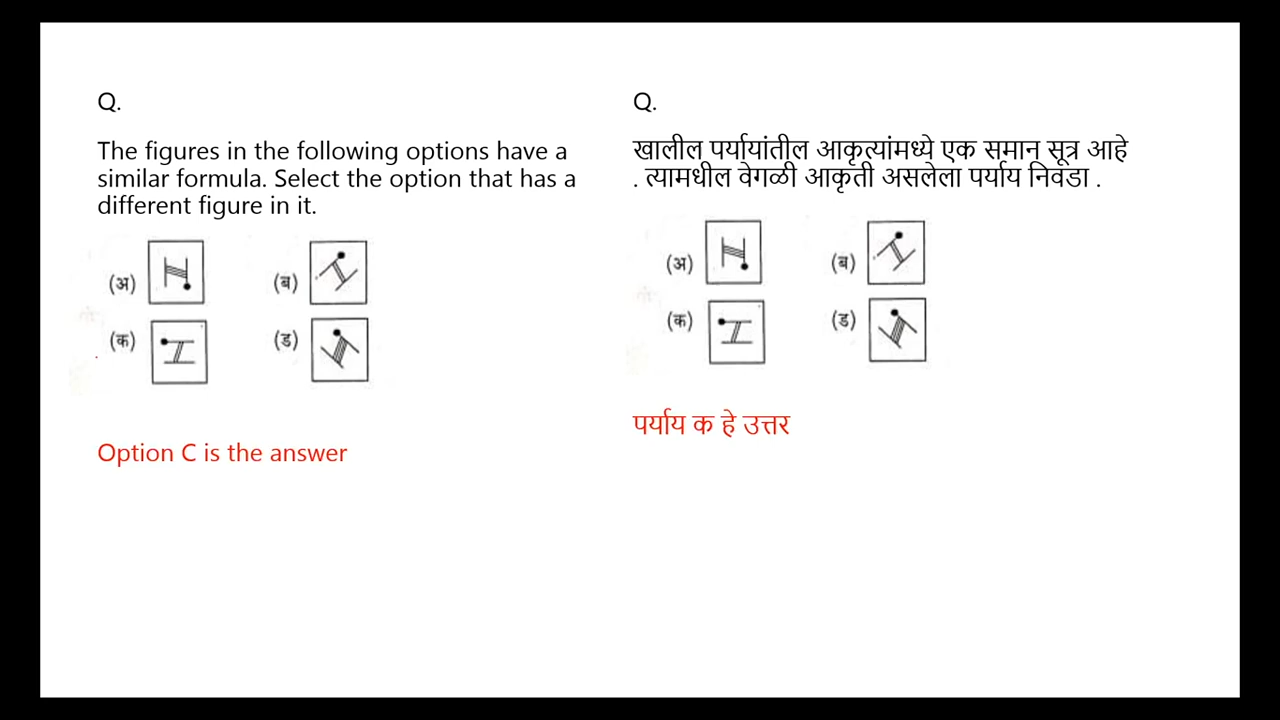 Q.
The figures in the following options have a
similar formula. Select the option that has a
different figure in it.
(अ)
(ब)
(क)
(ड)
Option C is the answer
Q.
खालील पर्यायांतील आकृत्यांमध्ये एक समान सूत्र आहे
. त्यामधील वेगळी आकृती असलेला पर्याय निवडा .
(अ)
(ब)
(क)
(ड)
पर्याय क हे उत्तर